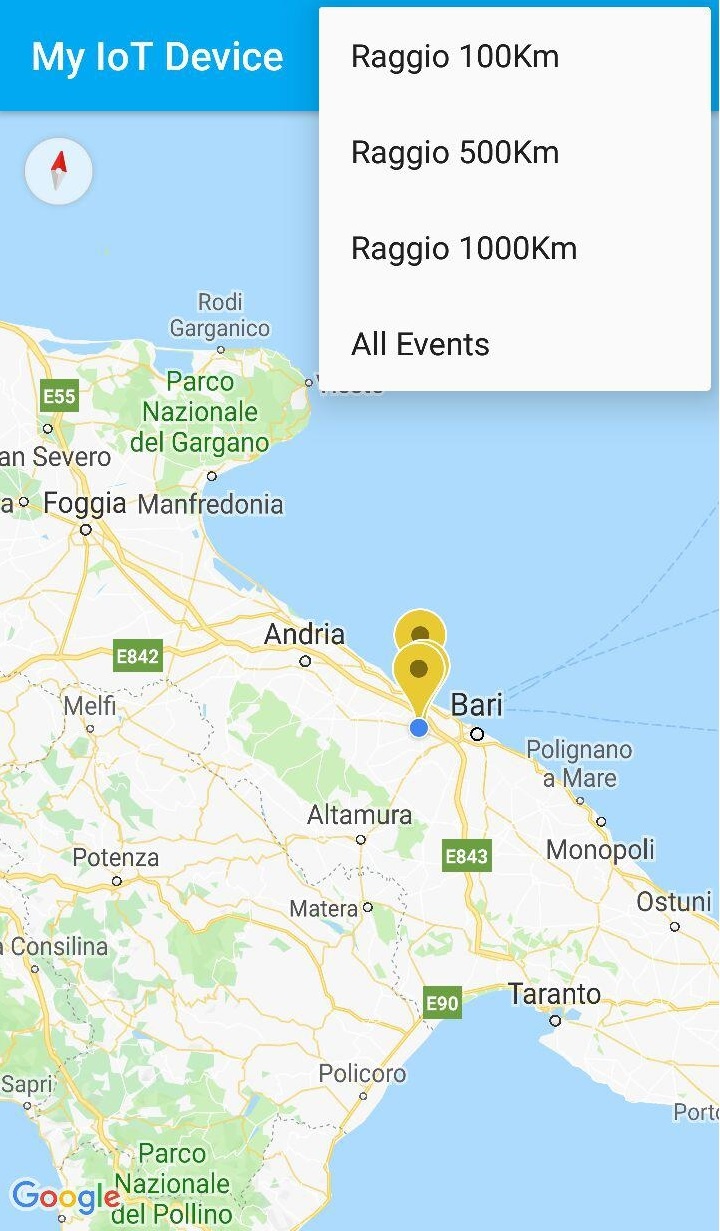 My IoT Device
Raggio 100Km
Raggio 500Km
Raggio 1000Km
All Events
Rodi
Garganico
E55
Parco
Nazionale
del Gargano
an Severo
a
Foggia
Manfredonia
Andria
E842
Melfi
Bari
Polignano
a Mare
Altamura
Monopoli
E843
Potenza
Matera
Ostuni
a Consilina
E90
Taranto
Policoro
Sapri
Porto
Parco
Nazionale
del Pollino
Google